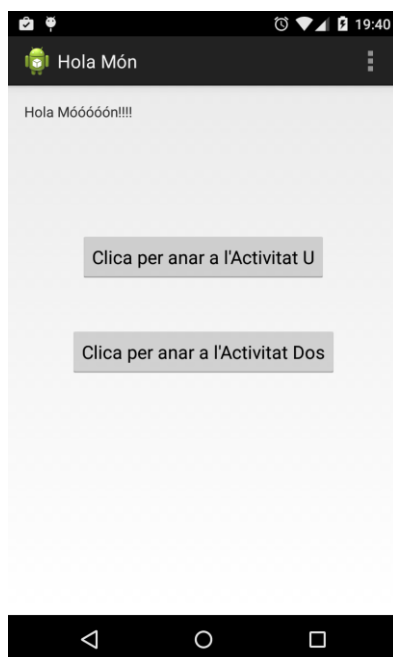 19:40
Hola Món
Hola Móóóóón!!!!
Clica per anar a l'Activitat U
Clica per anar a l'Activitat Dos